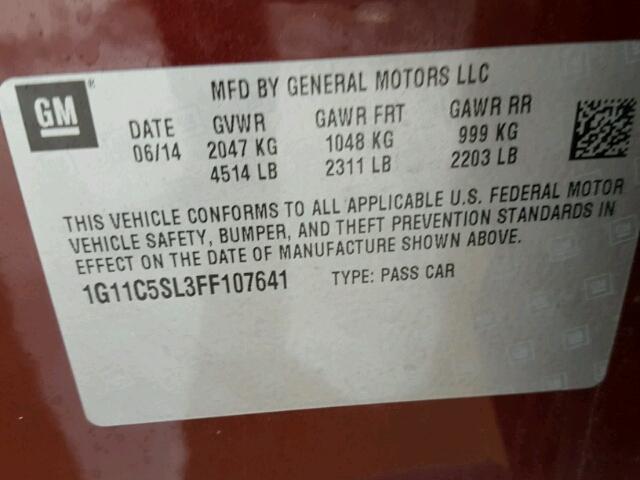 GM ®
MFD BY GENERAL MOTORS LLC
DATE GVWR GAWR FRT GAWR RR
06/14 2047 KG 1048 KG 999 KG
4514 LB 2311 LB 2203 LB
THIS VEHICLE CONFORMS TO ALL APPLICABLE U.S. FEDERAL MOTOR
VEHICLE SAFETY, BUMPER, AND THEFT PREVENTION STANDARDS IN
EFFECT ON THE DATE OF MANUFACTURE SHOWN ABOVE.
1G11C5SL3FF107641 TYPE: PASS CAR